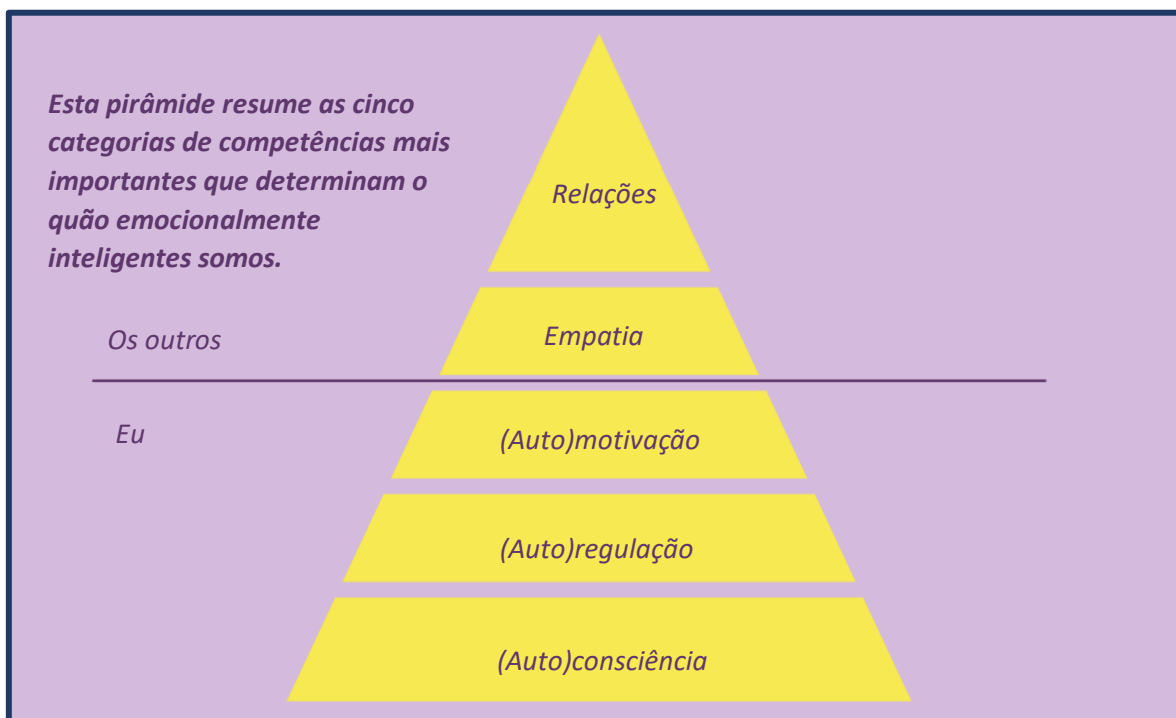 Esta pirâmide resume as cinco
categorias de competências mais
importantes que determinam o
quão emocionalmente
inteligentes somos.
Relações
Os outros
Empatia
Eu
(Auto)motivação
(Auto)regulação
(Auto)consciência